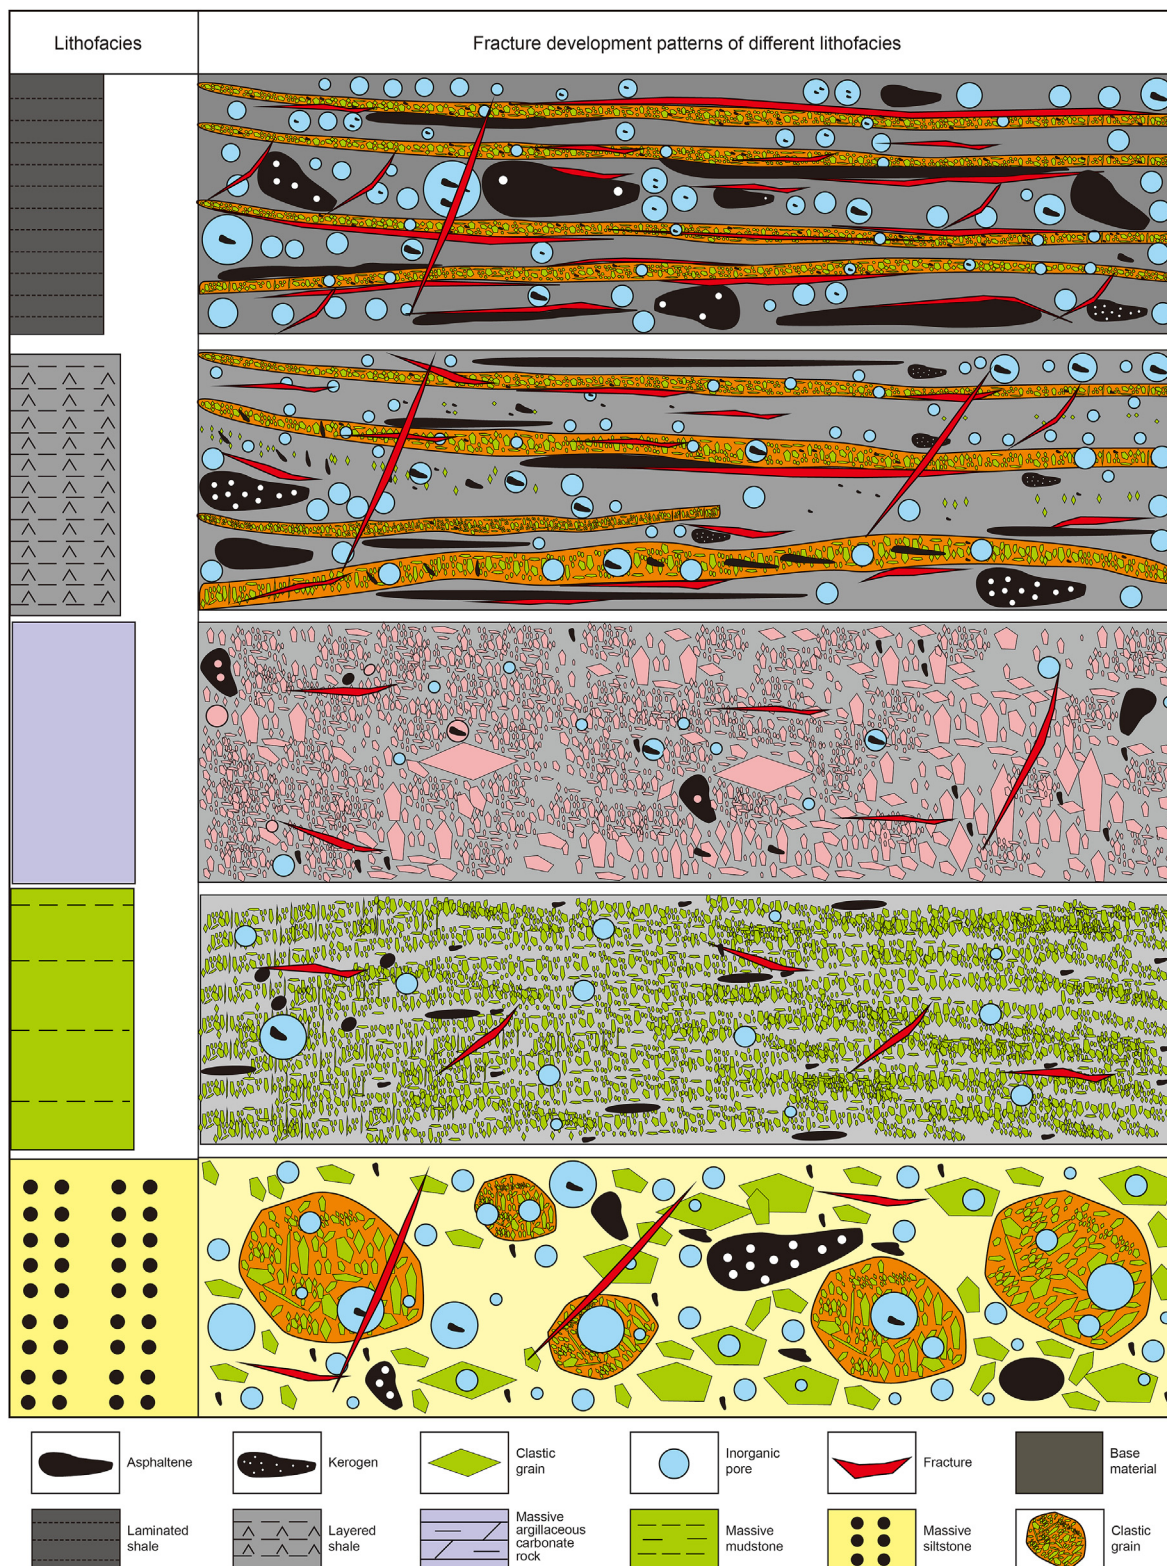 Lithofacies
Fracture development patterns of different lithofacies
Asphaltene
Kerogen
Clastic
grain
Inorganic
pore
Fracture
Base
material
Laminated
shale
Layered
shale
Massive
argillaceous
carbonate
rock
Massive
mudstone
Massive
siltstone
Clastic
grain